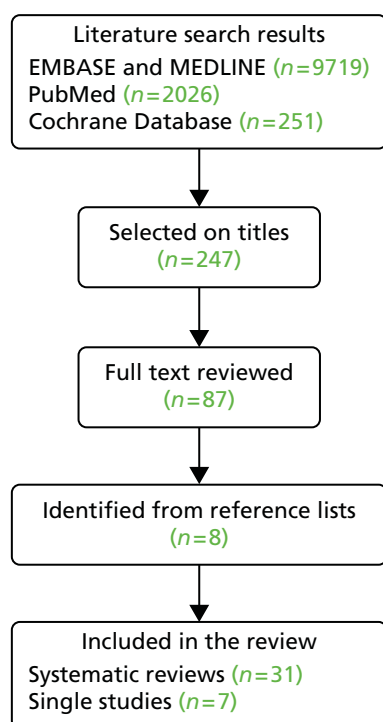 Literature search results
EMBASE and MEDLINE (n=9719)
PubMed (n=2026)
Cochrane Database (n=251)
Selected on titles
(n=247)
Full text reviewed
(n=87)
Identified from reference lists
(n=8)
Included in the review
Systematic reviews (n=31)
Single studies (n=7)